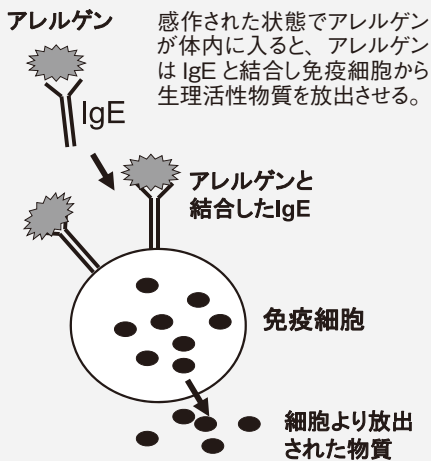 アレルゲン
感作された状態でアレルゲン
が体内に入ると、アレルゲン
は IgE と結合し免疫細胞から
生理活性物質を放出させる。
IgE
アレルゲンと
結合したIgE
免疫細胞
細胞より放出
された物質